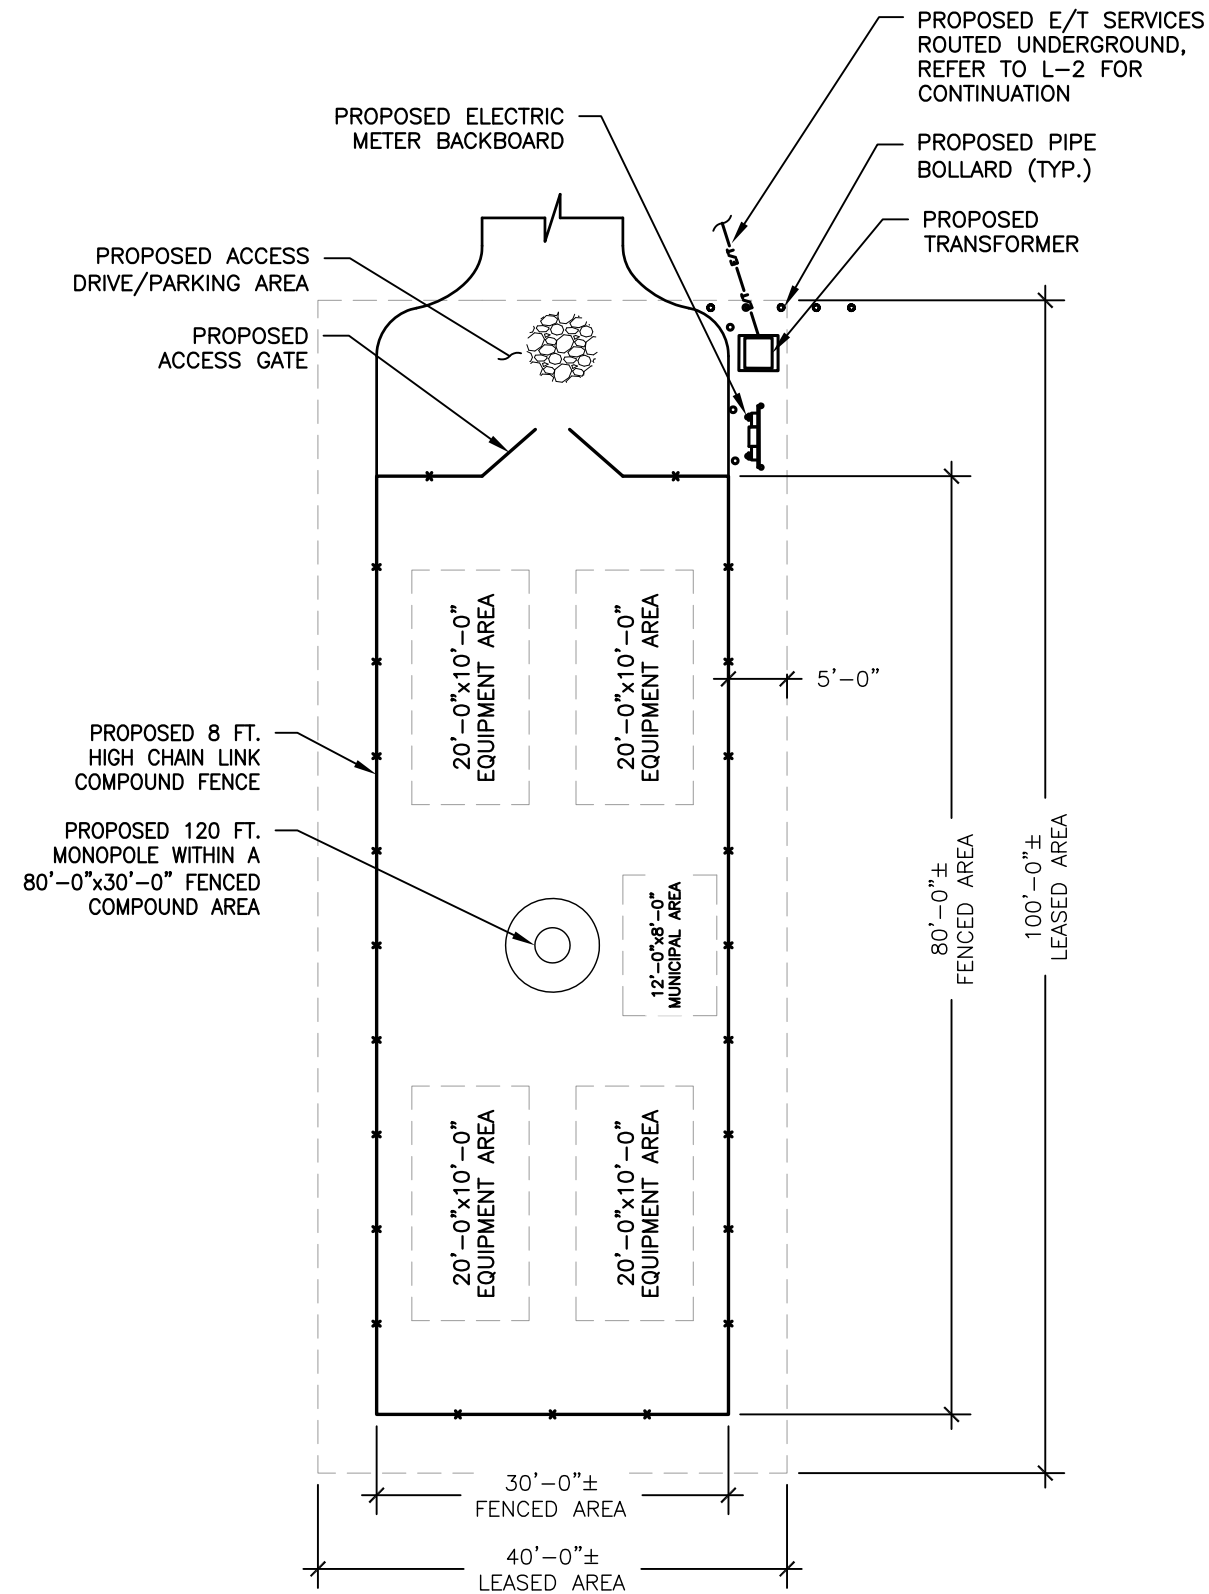 PROPOSED E/T SERVICES
ROUTED UNDERGROUND,
REFER TO L-2 FOR
CONTINUATION
PROPOSED ELECTRIC
METER BACKBOARD
PROPOSED PIPE
BOLLARD (TYP.)
PROPOSED
TRANSFORMER
PROPOSED ACCESS
DRIVE/PARKING AREA
PROPOSED
ACCESS GATE
20'-0"x10'-0"
EQUIPMENT AREA
20'-0"x10'-0"
EQUIPMENT AREA
5'-0"
PROPOSED 8 FT.
HIGH CHAIN LINK
COMPOUND FENCE
PROPOSED 120 FT.
MONOPOLE WITHIN A
80'-0"x30'-0" FENCED
COMPOUND AREA
12'-0"x8'-0"
MUNICIPAL AREA
80'-0"±
FENCED AREA
100'-0"±
LEASED AREA
20'-0"x10'-0"
EQUIPMENT AREA
20'-0"x10'-0"
EQUIPMENT AREA
30'-0"±
FENCED AREA
40'-0"±
LEASED AREA